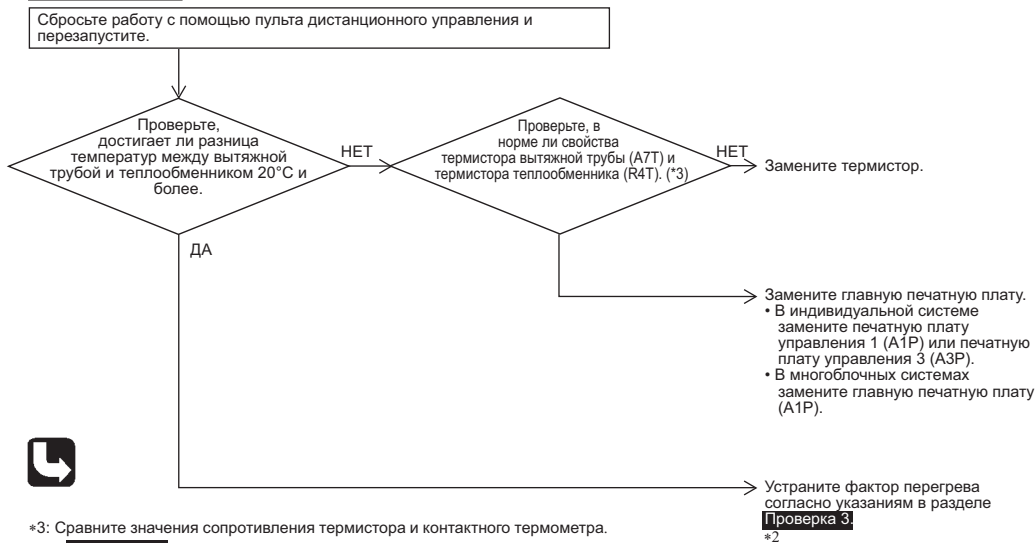 Сбросьте работу с помощью пульта дистанционного управления и
перезапустите.
Проверьте,
достигает ли разница
температур между вытяжной
трубой и теплообменником 20°C и
более.
НЕТ
Проверьте, в
норме ли свойства
термистора вытяжной трубы (A7T) и
термистора теплообменника (R4T). (*3)
НЕТ
Замените термистор.
ДА
Замените главную печатную плату.
• В индивидуальной системе
замените печатную плату
управления 1 (A1P) или печатную
плату управления 3 (A3P).
• В многоблочных системах
замените главную печатную плату
(A1P).
Устраните фактор перегрева
согласно указаниям в разделе
Проверка 3.
*2
*3: Сравните значения сопротивления термистора и контактного термометра.